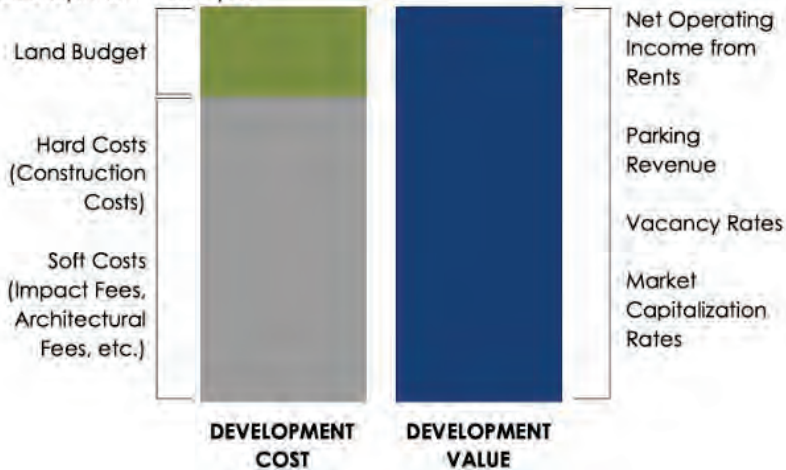 Land Budget
Hard Costs
(Construction
Costs)
Soft Costs
(Impact Fees,
Architectural
Fees, etc.)
Net Operating
Income from
Rents
Parking
Revenue
Vacancy Rates
Market
Capitalization
Rates
DEVELOPMENT
COST
DEVELOPMENT
VALUE